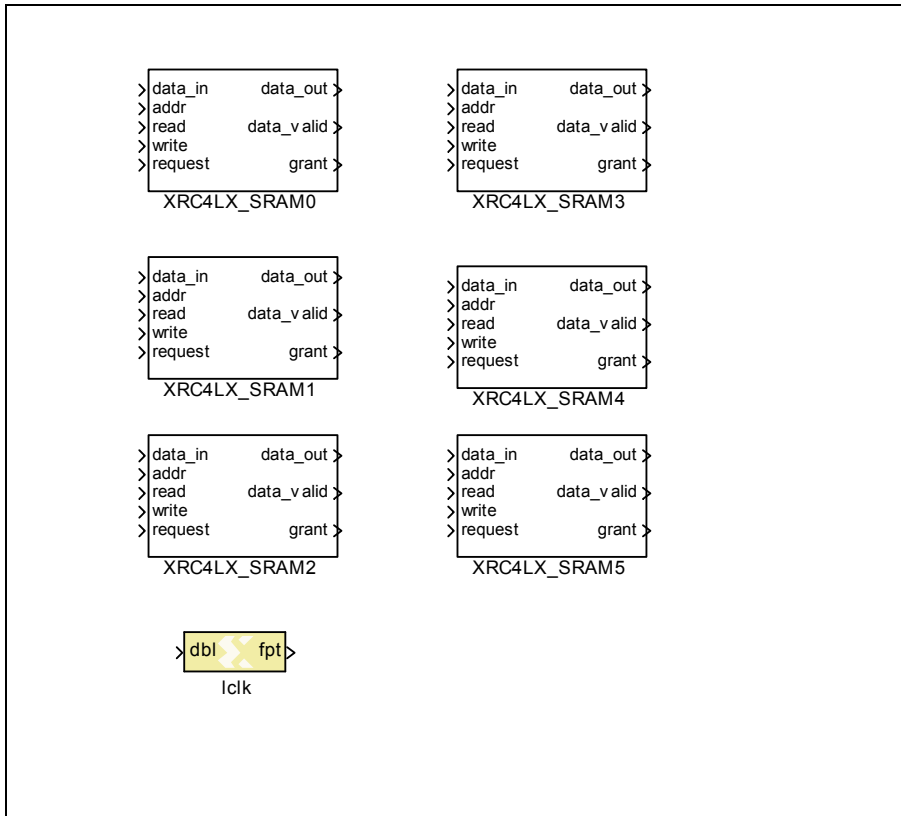 data_in data_out
addr
read data_valid
write
request grant
XRC4LX_SRAM0
data_in data_out
addr
read data_valid
write
request grant
XRC4LX_SRAM3
data_in data_out
addr
read data_valid
write
request grant
XRC4LX_SRAM1
data_in data_out
addr
read data_valid
write
request grant
XRC4LX_SRAM4
data_in data_out
addr
read data_valid
write
request grant
XRC4LX_SRAM2
data_in data_out
addr
read data_valid
write
request grant
XRC4LX_SRAM5
dbl fpt
lclk